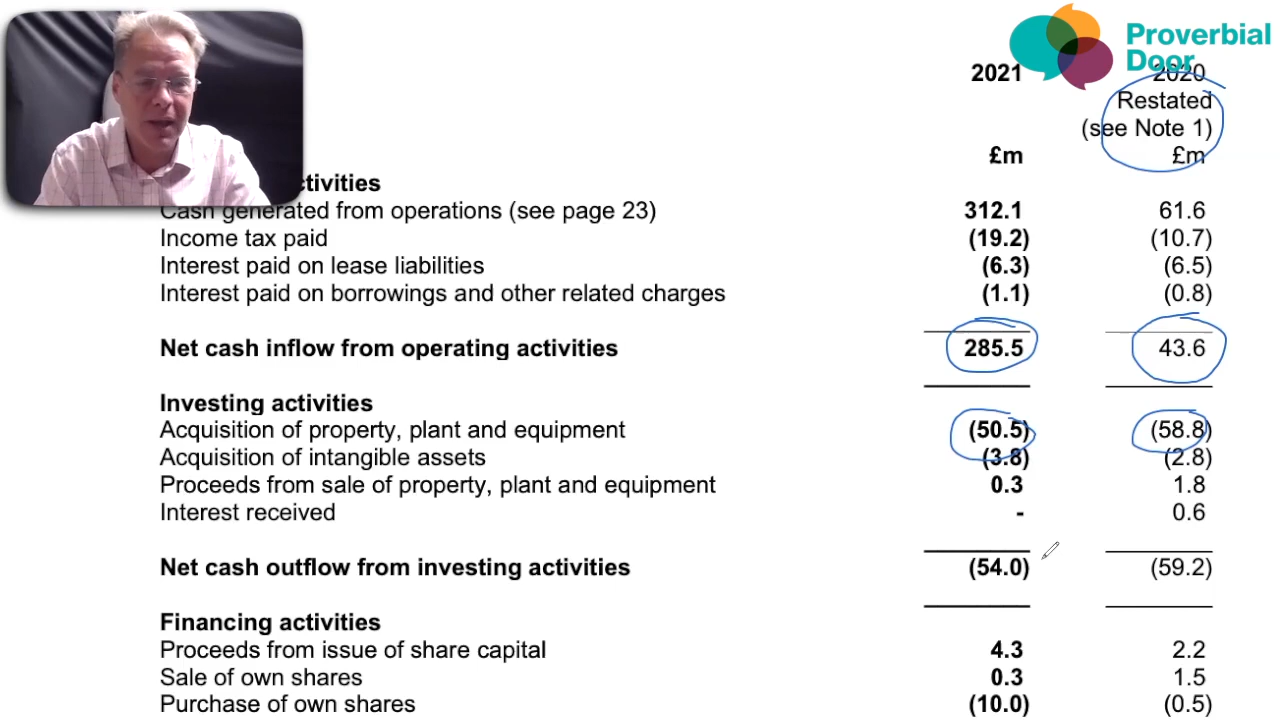 Proverbial
Door
2021 2020
Restated
(see Note 1)
£m £m
ctivities
Cash generated from operations (see page 23) 312.1 61.6
Income tax paid (19.2) (10.7)
Interest paid on lease liabilities (6.3) (6.5)
Interest paid on borrowings and other related charges (1.1) (0.8)
Net cash inflow from operating activities 285.5 43.6
Investing activities
Acquisition of property, plant and equipment (50.5) (58.8)
Acquisition of intangible assets (3.8) (2.8)
Proceeds from sale of property, plant and equipment 0.3 1.8
Interest received - 0.6
Net cash outflow from investing activities (54.0) (59.2)
Financing activities
Proceeds from issue of share capital 4.3 2.2
Sale of own shares 0.3 1.5
Purchase of own shares (10.0) (0.5)